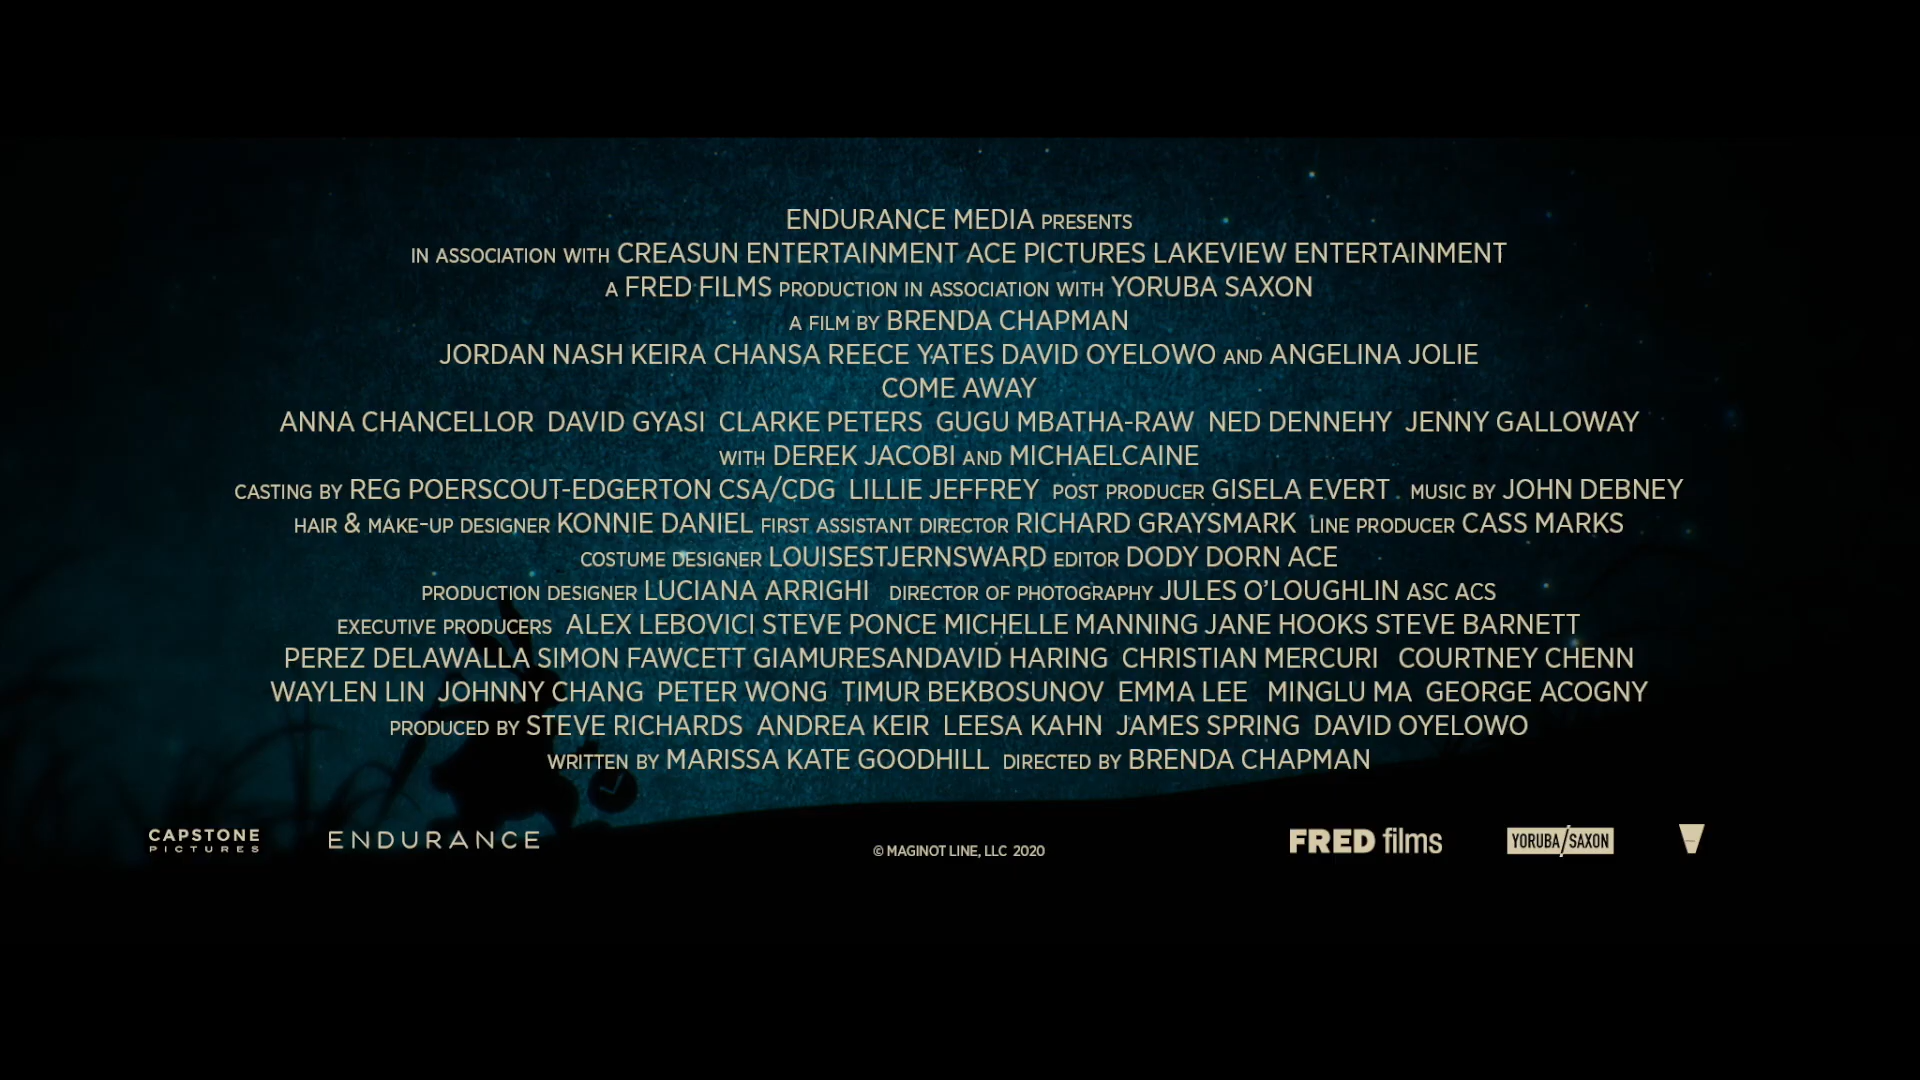 ENDURANCE MEDIA PRESENTS
IN ASSOCIATION WITH CREASUN ENTERTAINMENT ACE PICTURES LAKEVIEW ENTERTAINMENT
A FRED FILMS PRODUCTION IN ASSOCIATION WITH YORUBA SAXON
A FILM BY BRENDA CHAPMAN
JORDAN NASH KEIRA CHANSA REECE YATES DAVID OYELOWO AND ANGELINA JOLIE
COME AWAY
ANNA CHANCELLOR DAVID GYASI CLARKE PETERS GUGU MBATHA-RAW NED DENNEHY JENNY GALLOWAY
WITH DEREK JACOBI AND MICHAELCAINE
CASTING BY REG POERSCOUT-EDGERTON CSA/CDG LILLIE JEFFREY POST PRODUCER GISELA EVERT MUSIC BY JOHN DEBNEY
HAIR & MAKE-UP DESIGNER KONNIE DANIEL FIRST ASSISTANT DIRECTOR RICHARD GRAYSMARK LINE PRODUCER CASS MARKS
COSTUME DESIGNER LOUISESTJERNSWARD EDITOR DODY DORN ACE
PRODUCTION DESIGNER LUCIANA ARRIGHI DIRECTOR OF PHOTOGRAPHY JULES O'LOUGHLIN ASC ACS
EXECUTIVE PRODUCERS ALEX LEBOVICI STEVE PONCE MICHELLE MANNING JANE HOOKS STEVE BARNETT
PEREZ DELAWALLA SIMON FAWCETT GIAMURESANDAVID HARING CHRISTIAN MERCURI COURTNEY CHENN
WAYLEN LIN JOHNNY CHANG PETER WONG TIMUR BEKBOSUNOV EMMA LEE MINGLU MA GEORGE ACOGNY
PRODUCED BY STEVE RICHARDS ANDREA KEIR LEESA KAHN JAMES SPRING DAVID OYELOWO
WRITTEN BY MARISSA KATE GOODHILL DIRECTED BY BRENDA CHAPMAN
CAPSTONE
PICTURES
ENDURANCE
© MAGINOT LINE, LLC 2020
FRED films
YORUBA/SAXON